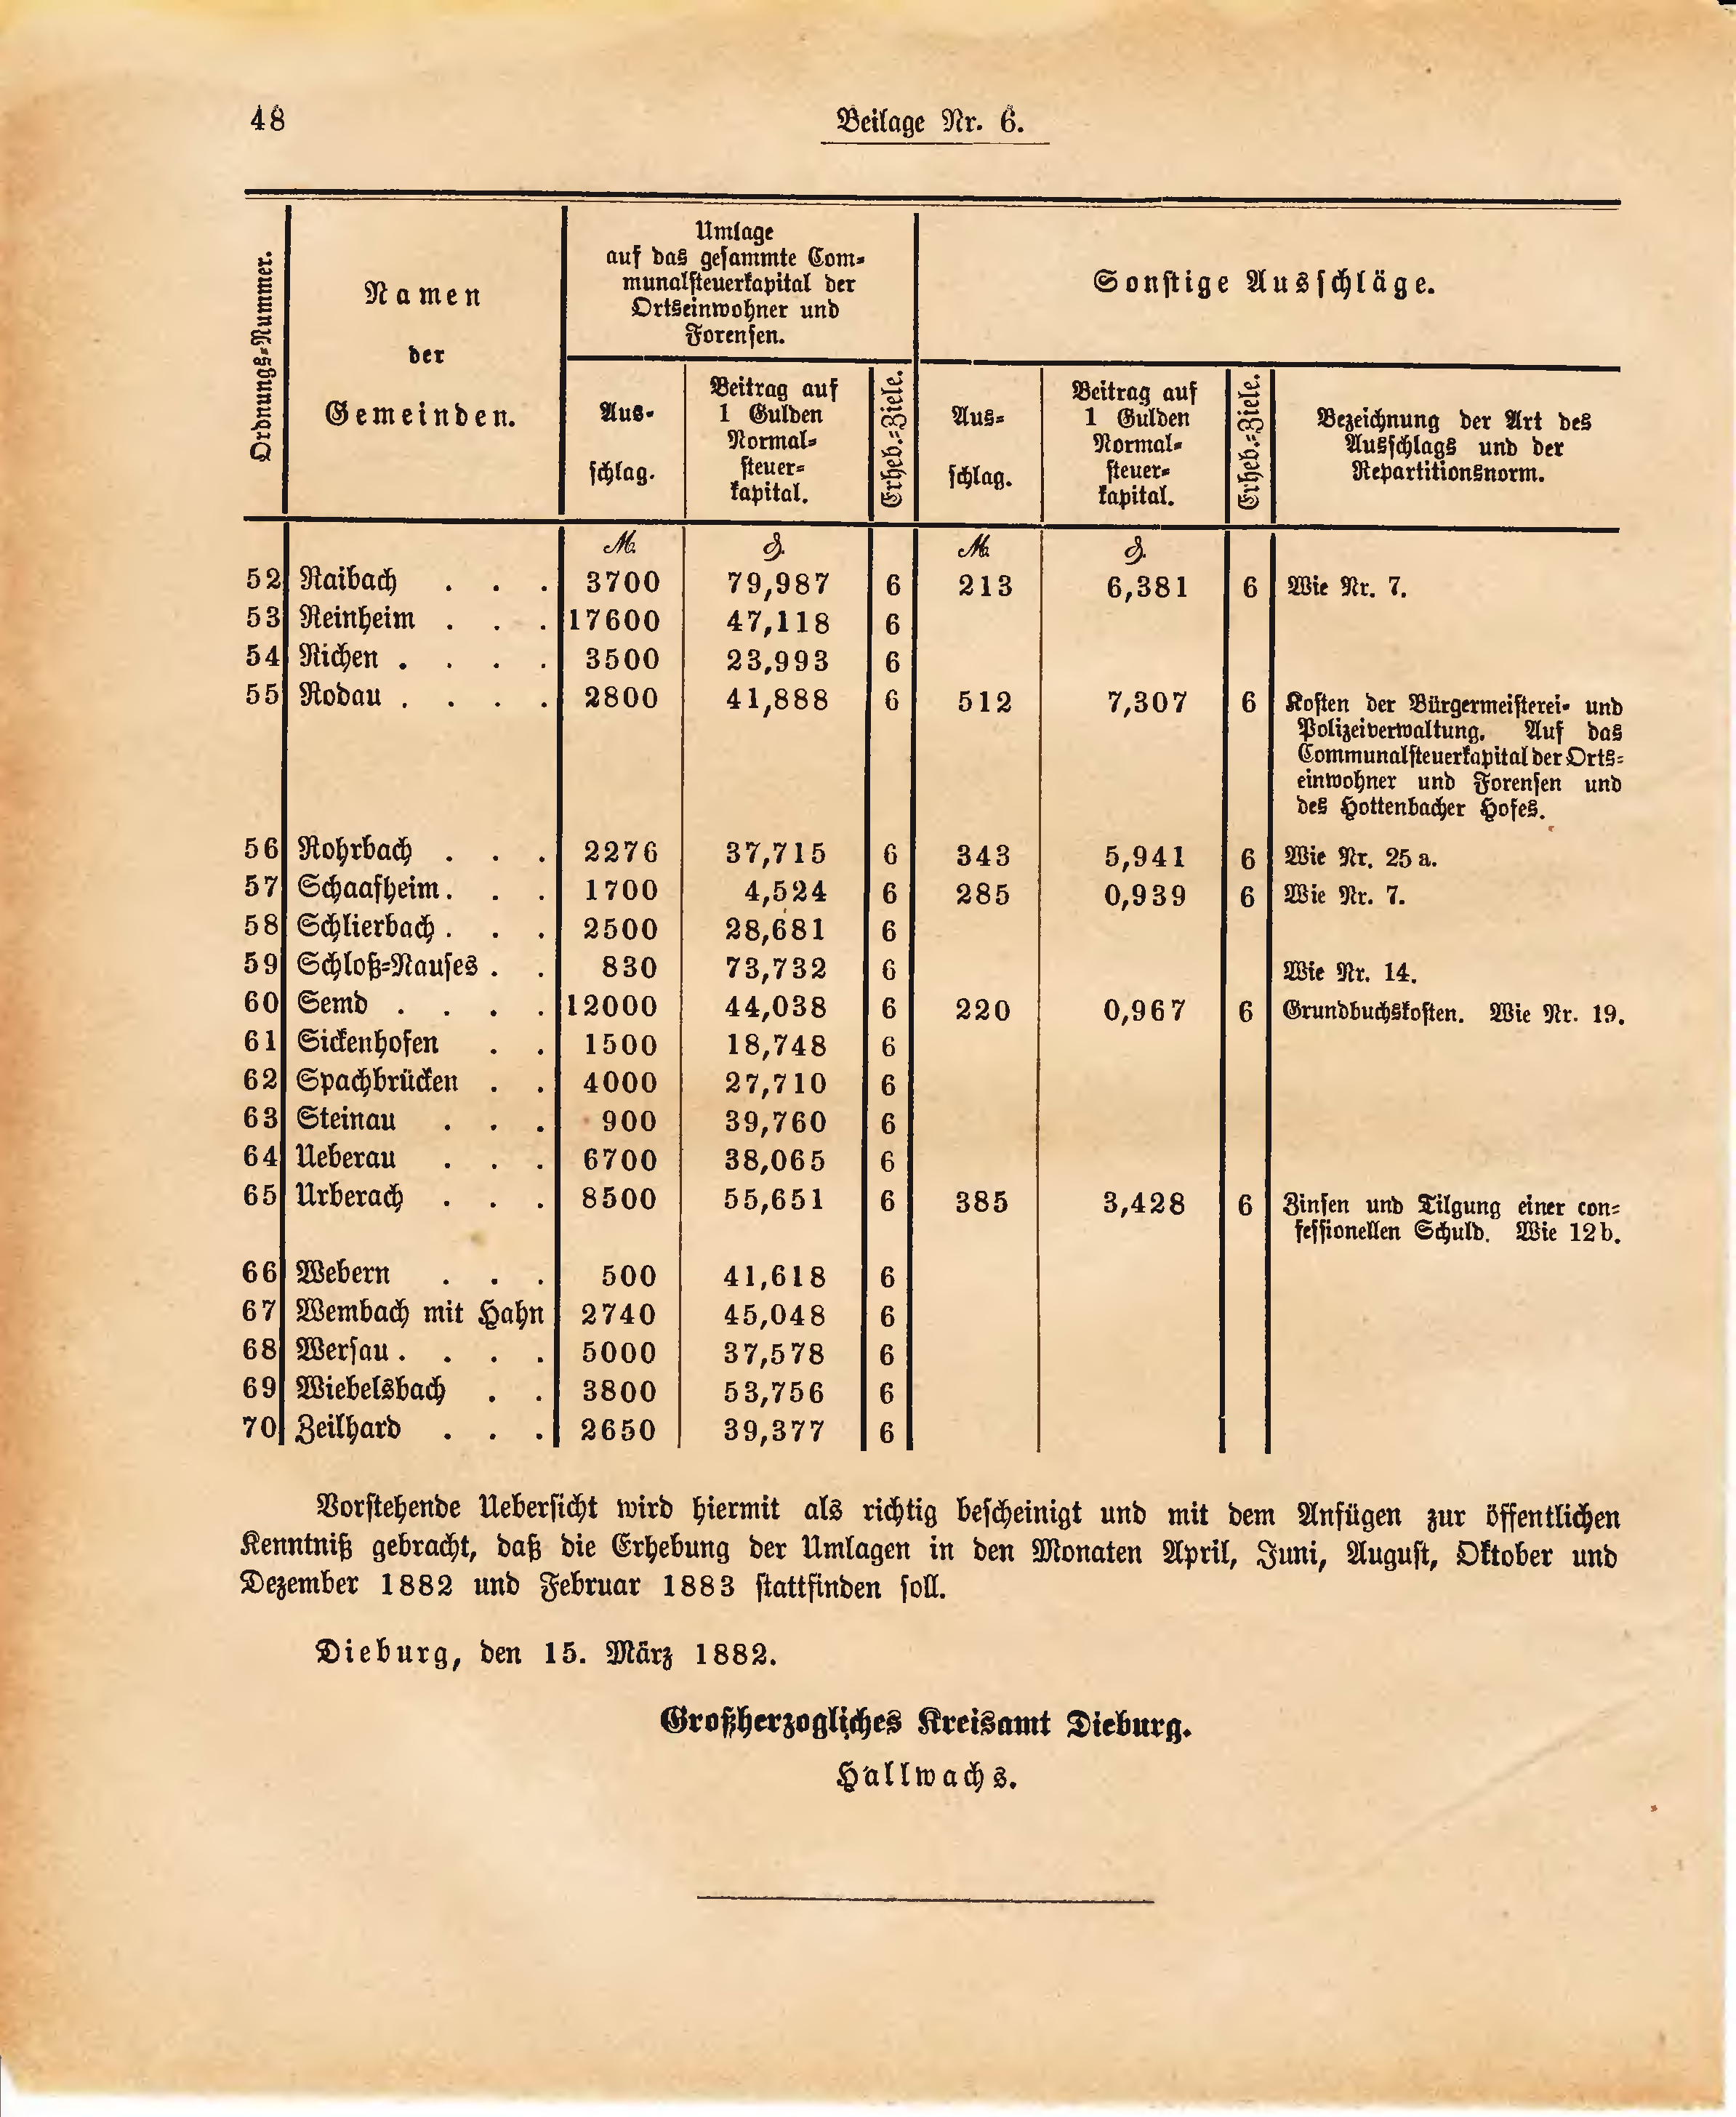 48
Beilage Nr. 6.
Ordnungs-Nummer.
Namen
der
Gemeinden.
Umlage
auf das gesammte Com-
munalsteuerkapital der
Ortseinwohner und
Forensen.
Sonstige Ausschläge.
Aus-
schlag.
Beitrag auf
1 Gulden
Normal-
steuer-
kapital.
Erheb.-Ziele.
Aus-
schlag.
Beitrag auf
1 Gulden
Normal-
steuer-
kapital.
Erheb.-Ziele.
Bezeichnung der Art des
Ausschlags und der
Repartitionsnorm.
M. ₰. M. ₰.
52 Raibach . . . 3700 79,987 6 213 6,381 6 Wie Nr. 7.
53 Reinheim . . . 17600 47,118 6
54 Richen . . . . 3500 23,993 6
55 Rodau . . . . 2800 41,888 6 512 7,307 6 Kosten der Bürgermeisterei- und
Polizeiverwaltung. Auf das
Communalsteuerkapital der Orts-
einwohner und Forensen und
des Hottenbacher Hofes.
56 Rohrbach . . . 2276 37,715 6 343 5,941 6 Wie Nr. 25 a.
57 Schaafheim . . . 1700 4,524 6 285 0,939 6 Wie Nr. 7.
58 Schlierbach . . . 2500 28,681 6
59 Schloß-Nauses . . 830 73,732 6 Wie Nr. 14.
60 Semd . . . . 12000 44,038 6 220 0,967 6 Grundbuchskosten. Wie Nr. 19.
61 Sickenhofen . . 1500 18,748 6
62 Spachbrücken . . 4000 27,710 6
63 Steinau . . . 900 39,760 6
64 Ueberau . . . 6700 38,065 6
65 Urberach . . . 8500 55,651 6 385 3,428 6 Zinsen und Tilgung einer con-
fessionellen Schuld. Wie 12 b.
66 Webern . . . 500 41,618 6
67 Wembach mit Hahn 2740 45,048 6
68 Wersau . . . . 5000 37,578 6
69 Wiebelsbach . . 3800 53,756 6
70 Zeilhard . . . 2650 39,377 6
Vorstehende Uebersicht wird hiermit als richtig bescheinigt und mit dem Anfügen zur öffentlichen
Kenntniß gebracht, daß die Erhebung der Umlagen in den Monaten April, Juni, August, Oktober und
Dezember 1882 und Februar 1883 stattfinden soll.
Dieburg, den 15. März 1882.
Großherzogliches Kreisamt Dieburg.
Hallwachs.